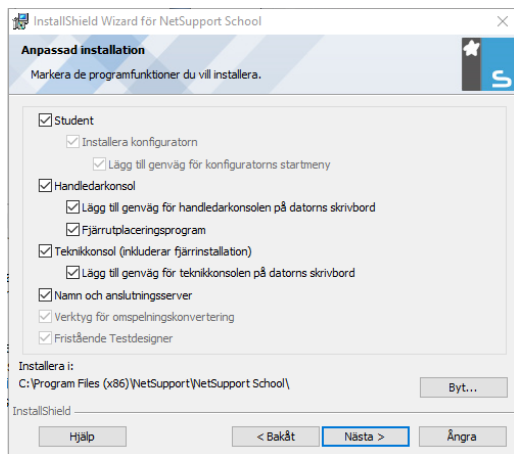 InstallShield Wizard för NetSupport School
Anpassad installation
Markera de programfunktioner du vill installera.
S
Student
Installera konfiguratorn
Lägg till genväg för konfiguratorns startmeny
Handledarkonsol
Lägg till genväg för handledarkonsolen på datorns skrivbord
Fjärrutplaceringsprogram
Teknikkonsol (inkluderar fjärrinstallation)
Lägg till genväg för teknikkonsolen på datorns skrivbord
Namn och anslutningsserver
Verktyg för omspelningskonvertering
Fristående Testdesigner
Installera i:
C:\Program Files (x86)\NetSupport\NetSupport School\
Byt...
InstallShield
Hjälp < Bakåt Nästa > Ångra